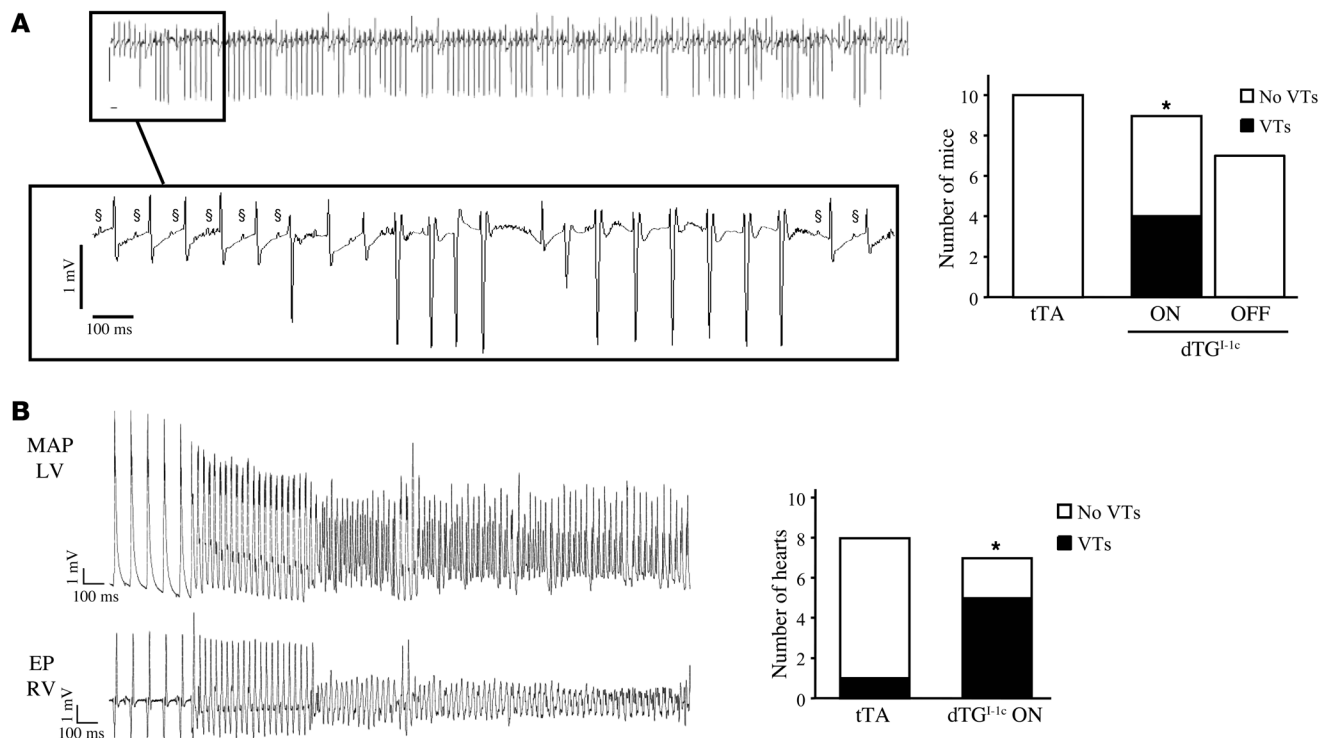 A
§ § § § § § § §
1 mV
100 ms
Number of mice
10
8
6
4
2
0
*
No VTs
VTs
tTA
ON
OFF
dTG^I-1c
B
MAP
LV
1 mV
100 ms
EP
RV
1 mV
100 ms
Number of hearts
10
8
6
4
2
0
*
No VTs
VTs
tTA
dTG^I-1c ON